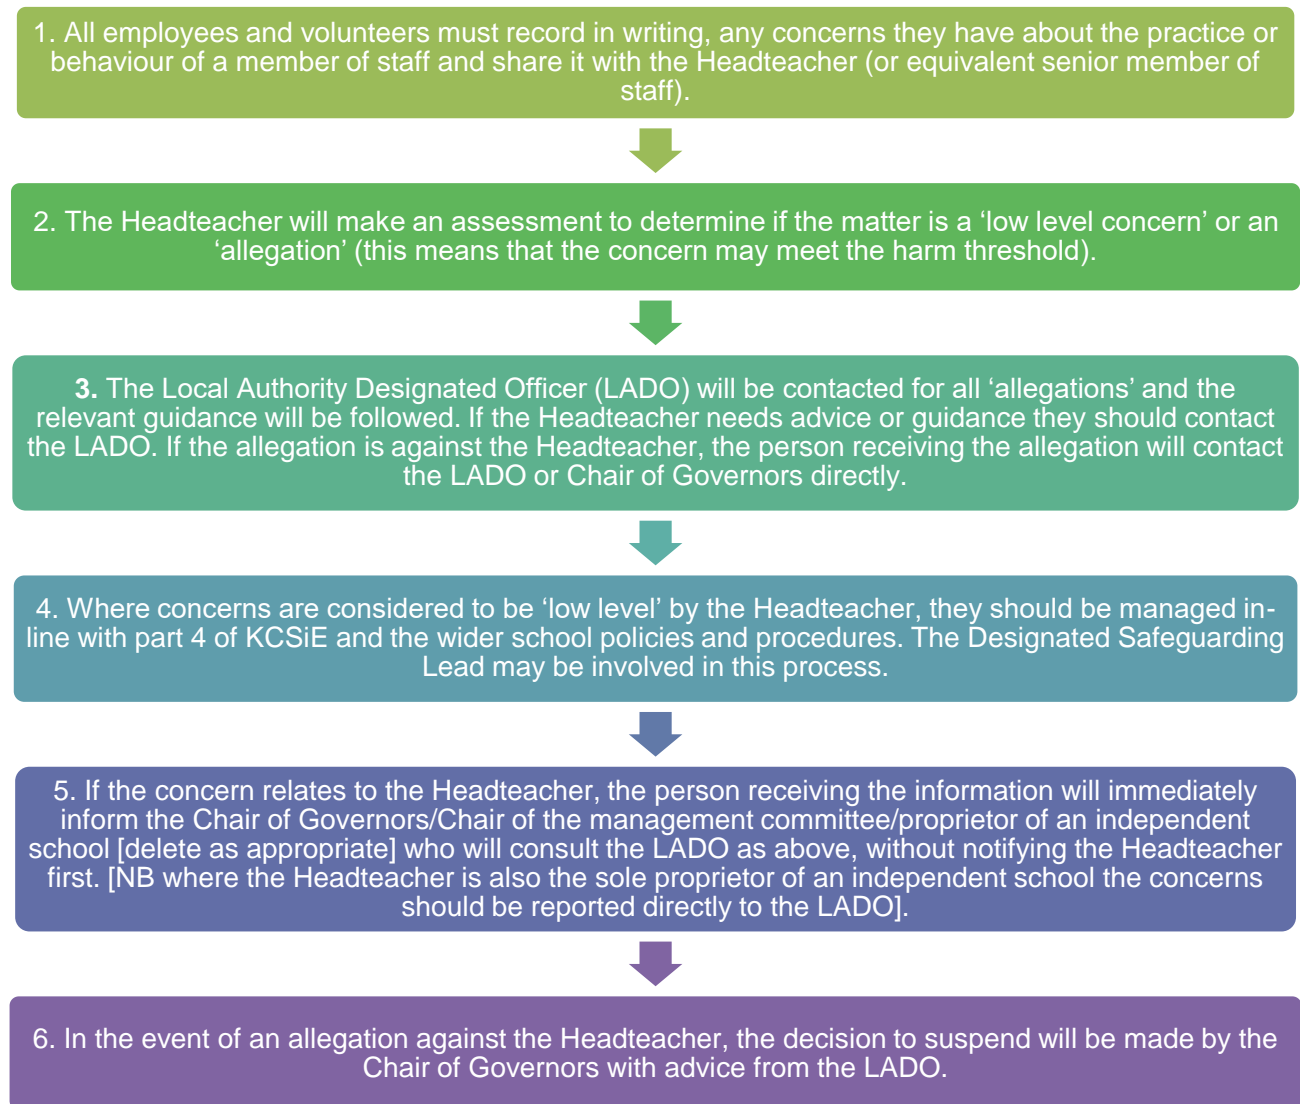 1. All employees and volunteers must record in writing, any concerns they have about the practice or
behaviour of a member of staff and share it with the Headteacher (or equivalent senior member of
staff).
2. The Headteacher will make an assessment to determine if the matter is a ‘low level concern’ or an
‘allegation’ (this means that the concern may meet the harm threshold).
3. The Local Authority Designated Officer (LADO) will be contacted for all ‘allegations’ and the
relevant guidance will be followed. If the Headteacher needs advice or guidance they should contact
the LADO. If the allegation is against the Headteacher, the person receiving the allegation will contact
the LADO or Chair of Governors directly.
4. Where concerns are considered to be ‘low level’ by the Headteacher, they should be managed in-
line with part 4 of KCSiE and the wider school policies and procedures. The Designated Safeguarding
Lead may be involved in this process.
5. If the concern relates to the Headteacher, the person receiving the information will immediately
inform the Chair of Governors/Chair of the management committee/proprietor of an independent
school [delete as appropriate] who will consult the LADO as above, without notifying the Headteacher
first. [NB where the Headteacher is also the sole proprietor of an independent school the concerns
should be reported directly to the LADO].
6. In the event of an allegation against the Headteacher, the decision to suspend will be made by the
Chair of Governors with advice from the LADO.